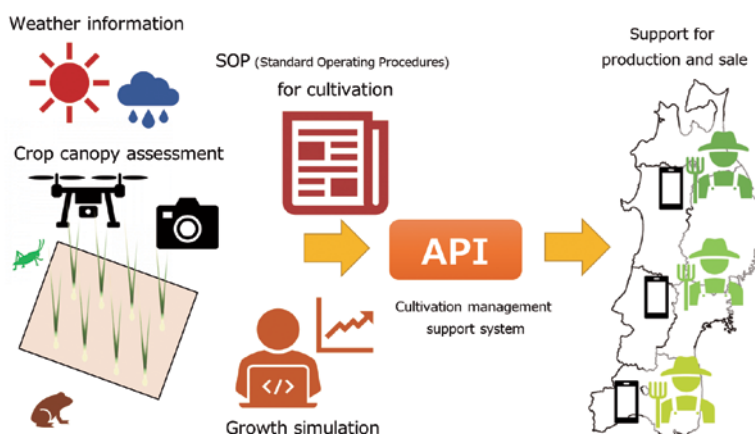 Weather information
Crop canopy assessment
SOP (Standard Operating Procedures)
for cultivation
</>
Growth simulation
API
Cultivation management
support system
Support for
production and sale